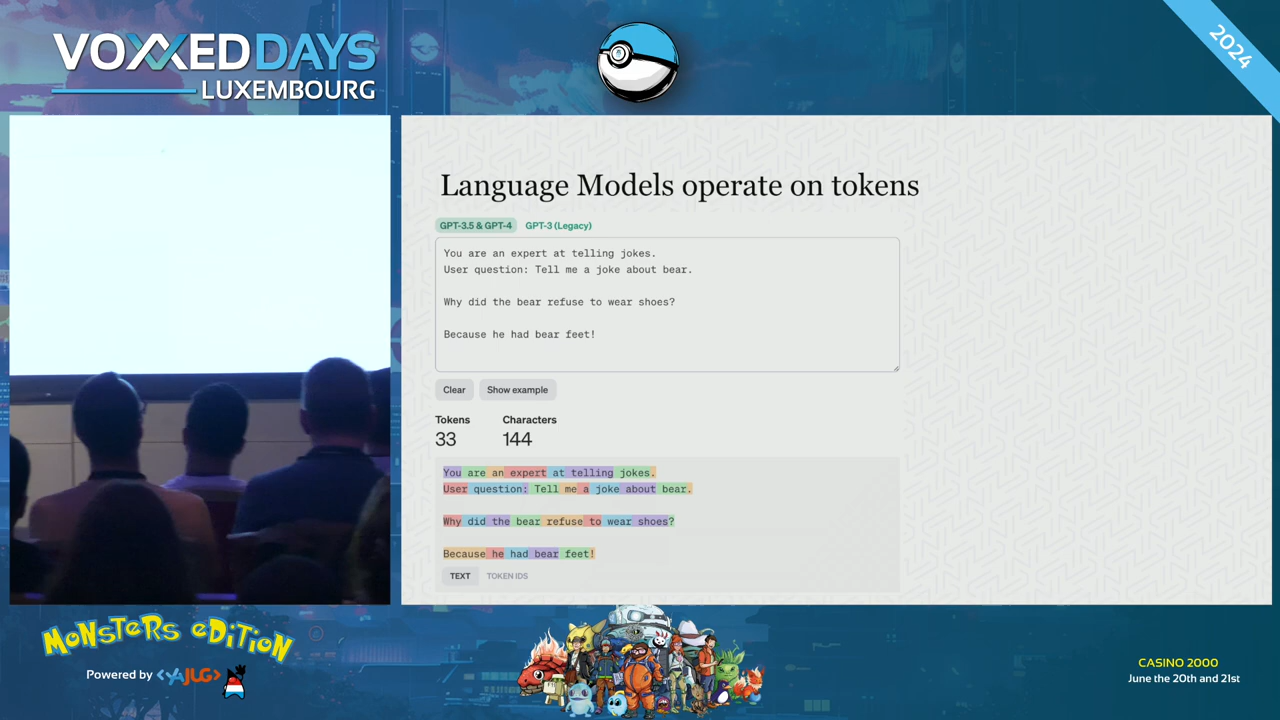 VOXXED DAYS
LUXEMBOURG
2024
Language Models operate on tokens
GPT-3.5 & GPT-4 GPT-3 (Legacy)
You are an expert at telling jokes.
User question: Tell me a joke about bear.
Why did the bear refuse to wear shoes?
Because he had bear feet!
Clear Show example
Tokens Characters
33 144
You are an expert at telling jokes.
User question: Tell me a joke about bear.
Why did the bear refuse to wear shoes?
Because he had bear feet!
TEXT TOKEN IDS
MONSTERS EDITION
Powered by <YAJUG>
CASINO 2000
June the 20th and 21st